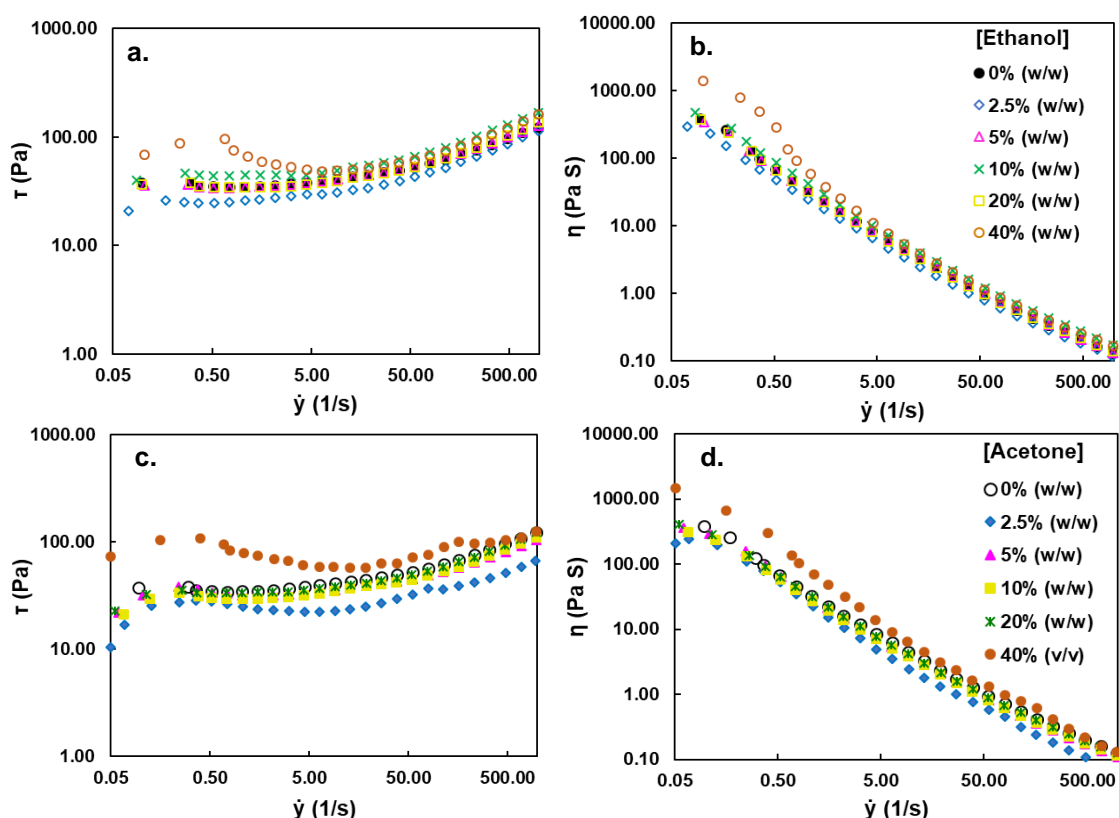 a.
1000.00
100.00
10.00
1.00
τ (Pa)
0.05 0.50 5.00 50.00 500.00
ẏ (1/s)
b.
10000.00
1000.00
100.00
10.00
1.00
0.10
η (Pa S)
0.05 0.50 5.00 50.00 500.00
ẏ (1/s)
[Ethanol]
0% (w/w)
2.5% (w/w)
5% (w/w)
10% (w/w)
20% (w/w)
40% (w/w)
c.
1000.00
100.00
10.00
1.00
τ (Pa)
0.05 0.50 5.00 50.00 500.00
ẏ (1/s)
d.
10000.00
1000.00
100.00
10.00
1.00
0.10
η (Pa S)
0.05 0.50 5.00 50.00 500.00
ẏ (1/s)
[Acetone]
0% (w/w)
2.5% (w/w)
5% (w/w)
10% (w/w)
20% (w/w)
40% (v/v)